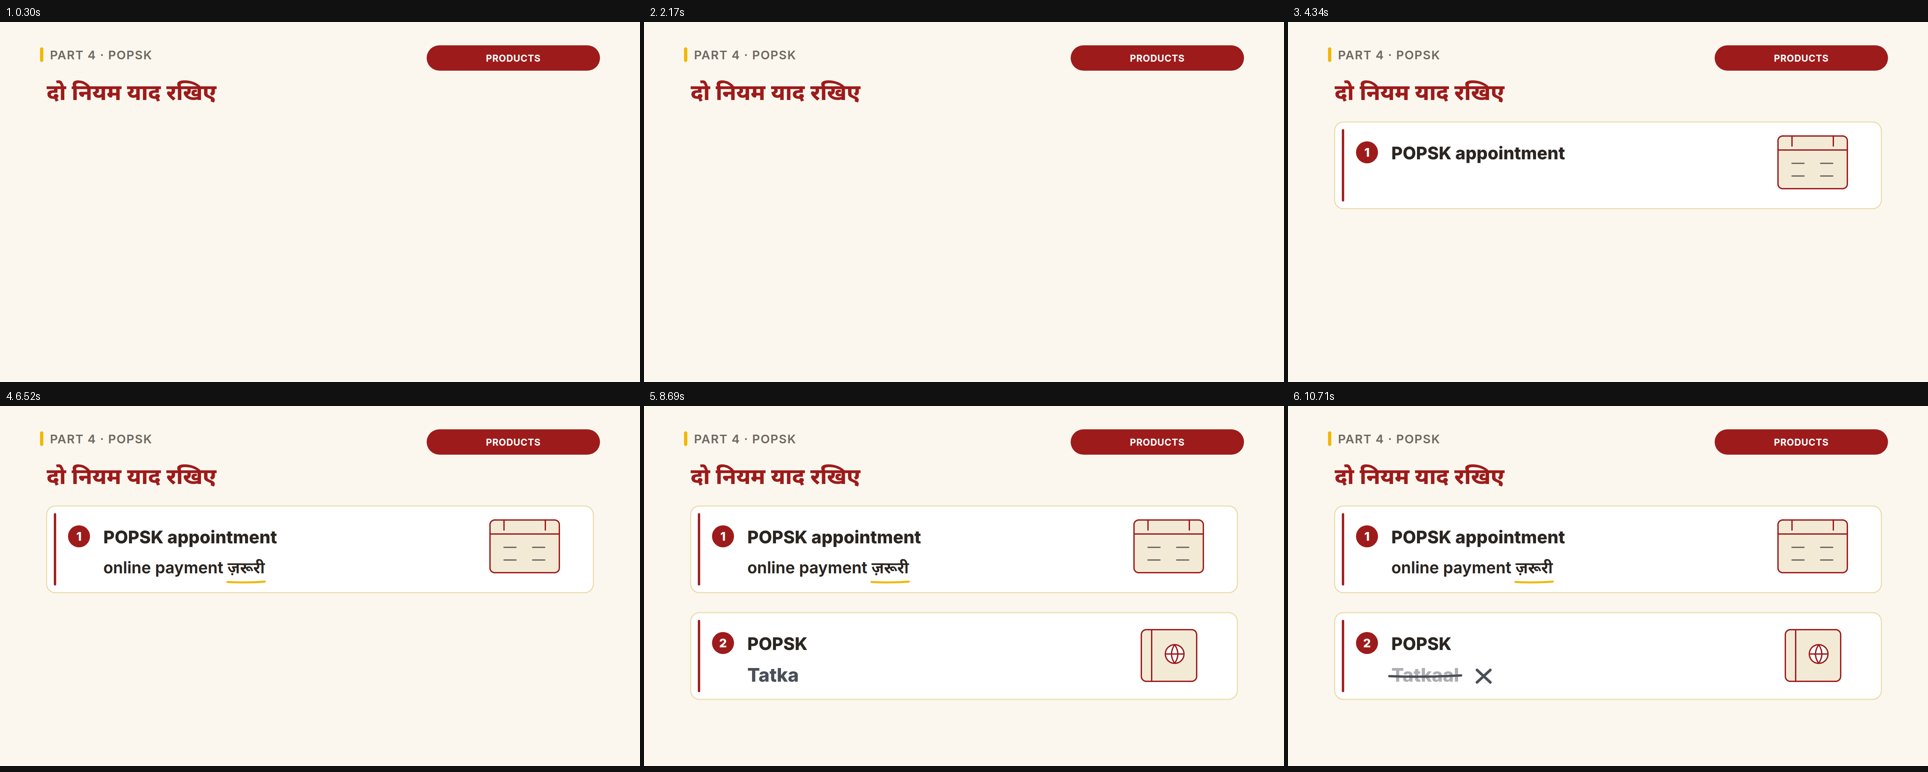 1. 0.30s
PART 4 · POPSK
PRODUCTS
दो नियम याद रखिए
2. 2.17s
PART 4 · POPSK
PRODUCTS
दो नियम याद रखिए
3. 4.34s
PART 4 · POPSK
PRODUCTS
दो नियम याद रखिए
1 POPSK appointment
4. 6.52s
PART 4 · POPSK
PRODUCTS
दो नियम याद रखिए
1 POPSK appointment
online payment ज़रूरी
5. 8.69s
PART 4 · POPSK
PRODUCTS
दो नियम याद रखिए
1 POPSK appointment
online payment ज़रूरी
2 POPSK
Tatka
6. 10.71s
PART 4 · POPSK
PRODUCTS
दो नियम याद रखिए
1 POPSK appointment
online payment ज़रूरी
2 POPSK
Tatkaal